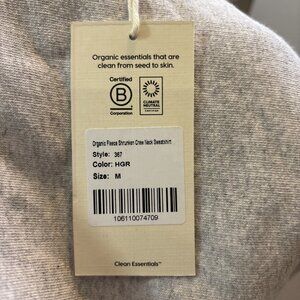 Organic essentials that are
clean from seed to skin.
Certified
B
Corporation
CLIMATE
NEUTRAL
CERTIFIED
Organic Fleece Shrunken Crew Neck Sweatshirt
Style: 367
Color: HGR
Size: M
106110074709
Clean Essentials™